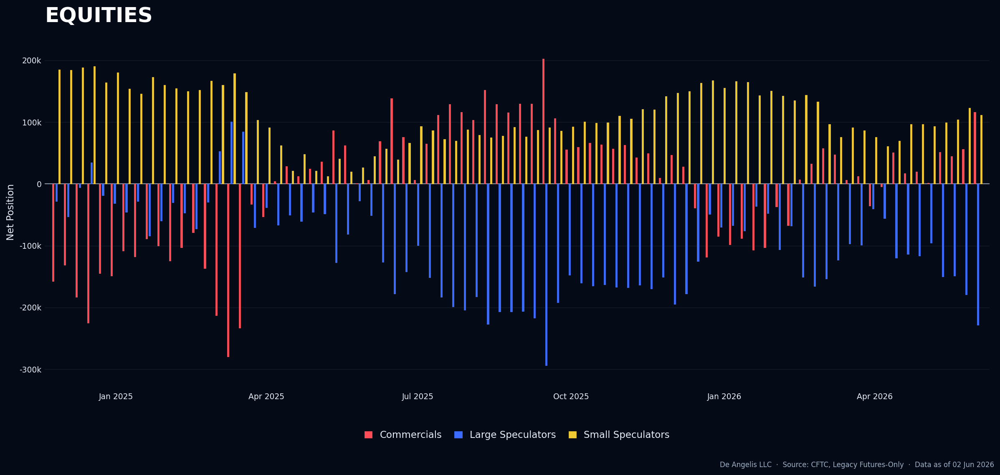 EQUITIES
Net Position
200k
100k
0
-100k
-200k
-300k
Jan 2025
Apr 2025
Jul 2025
Oct 2025
Jan 2026
Apr 2026
Commercials
Large Speculators
Small Speculators
De Angelis LLC · Source: CFTC, Legacy Futures-Only · Data as of 02 Jun 2026